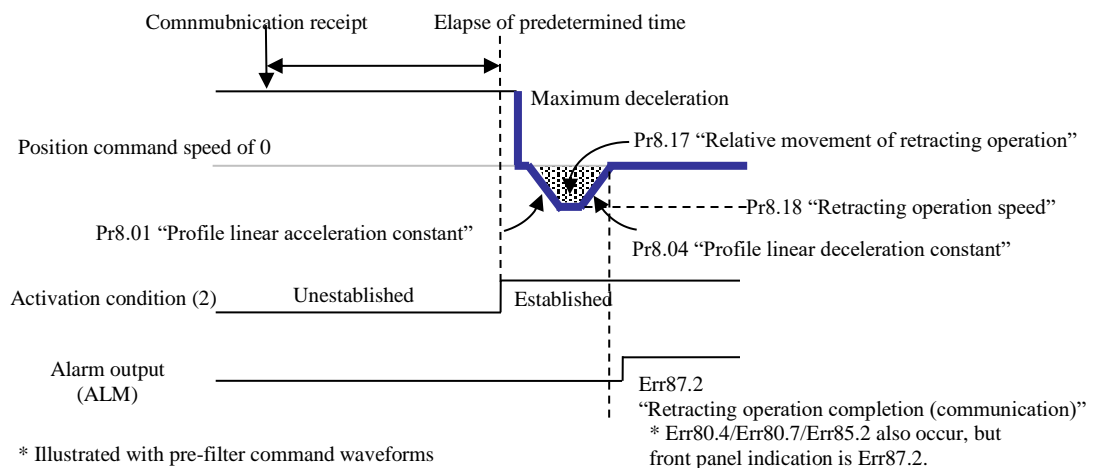 Commmubnication receipt
Elapse of predetermined time
Maximum deceleration
Position command speed of 0
Pr8.17 “Relative movement of retracting operation”
Pr8.18 “Retracting operation speed”
Pr8.01 “Profile linear acceleration constant”
Pr8.04 “Profile linear deceleration constant”
Activation condition (2)
Unestablished
Established
Alarm output
(ALM)
Err87.2
“Retracting operation completion (communication)”
* Err80.4/Err80.7/Err85.2 also occur, but
front panel indication is Err87.2.
* Illustrated with pre-filter command waveforms